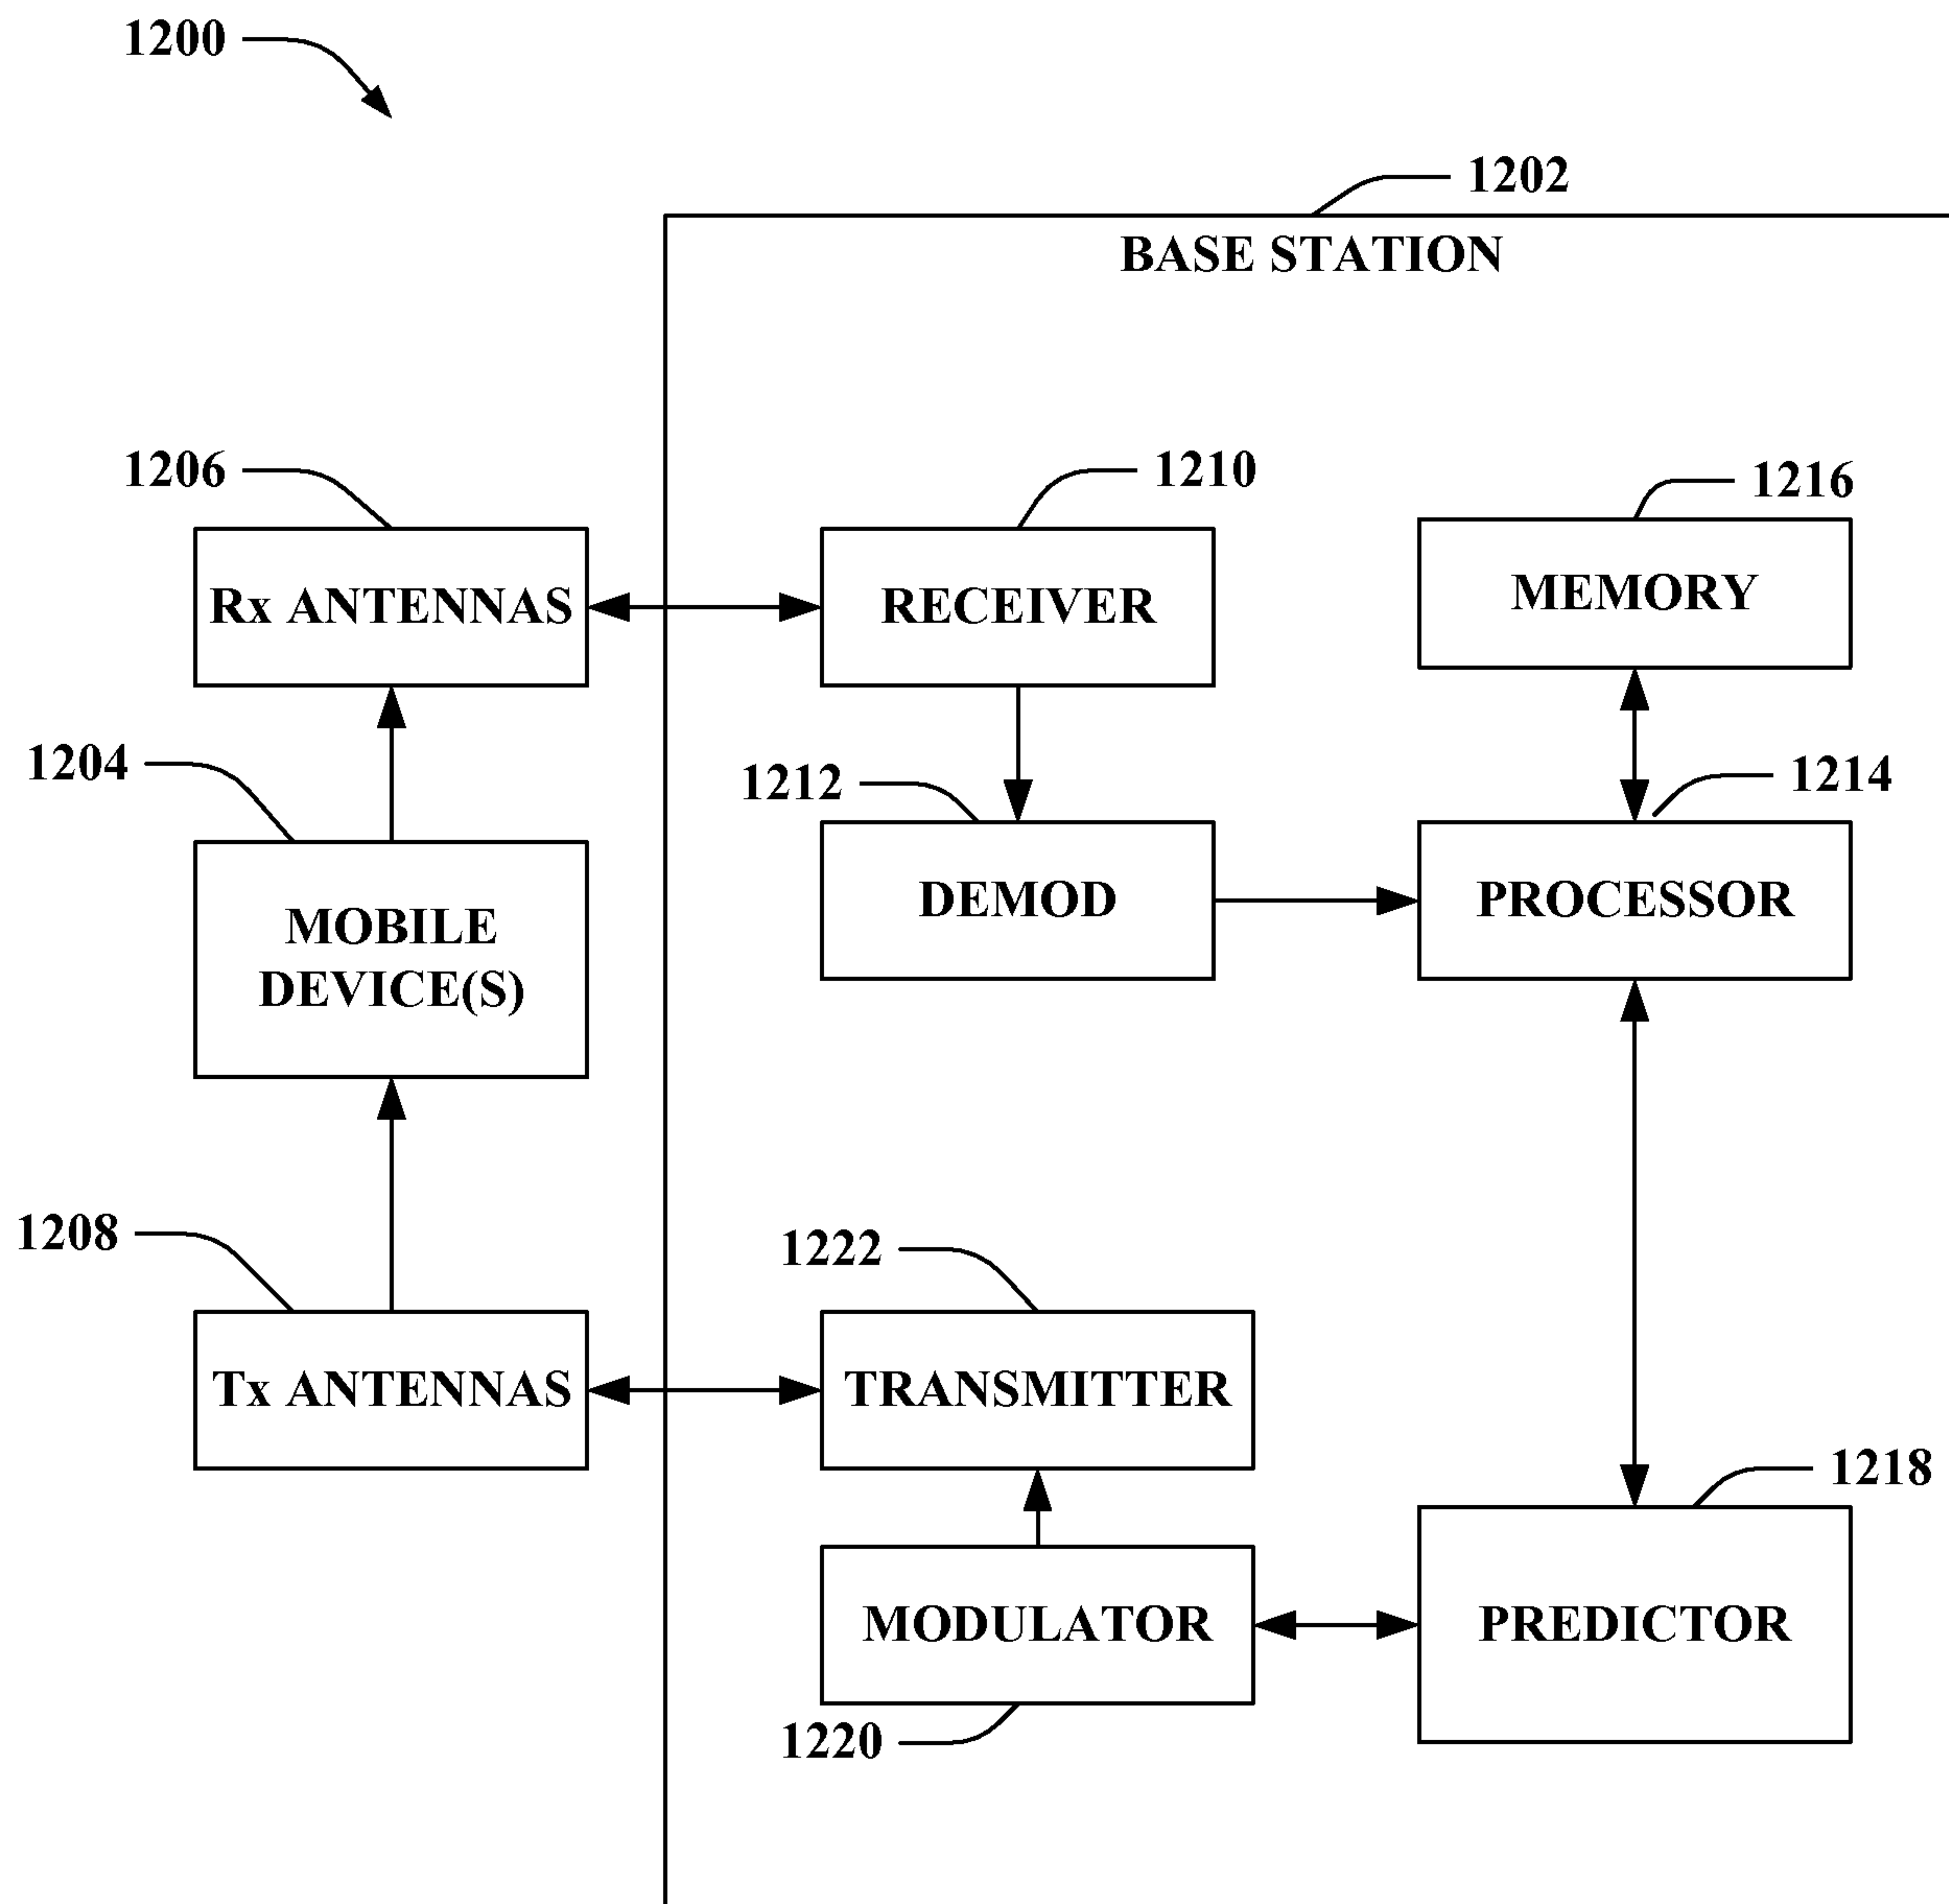 1200
1202
BASE STATION
1206
1210
1216
Rx ANTENNAS
RECEIVER
MEMORY
1204
1212
1214
MOBILE
DEVICE(S)
DEMOD
PROCESSOR
1208
1222
Tx ANTENNAS
TRANSMITTER
1218
MODULATOR
PREDICTOR
1220